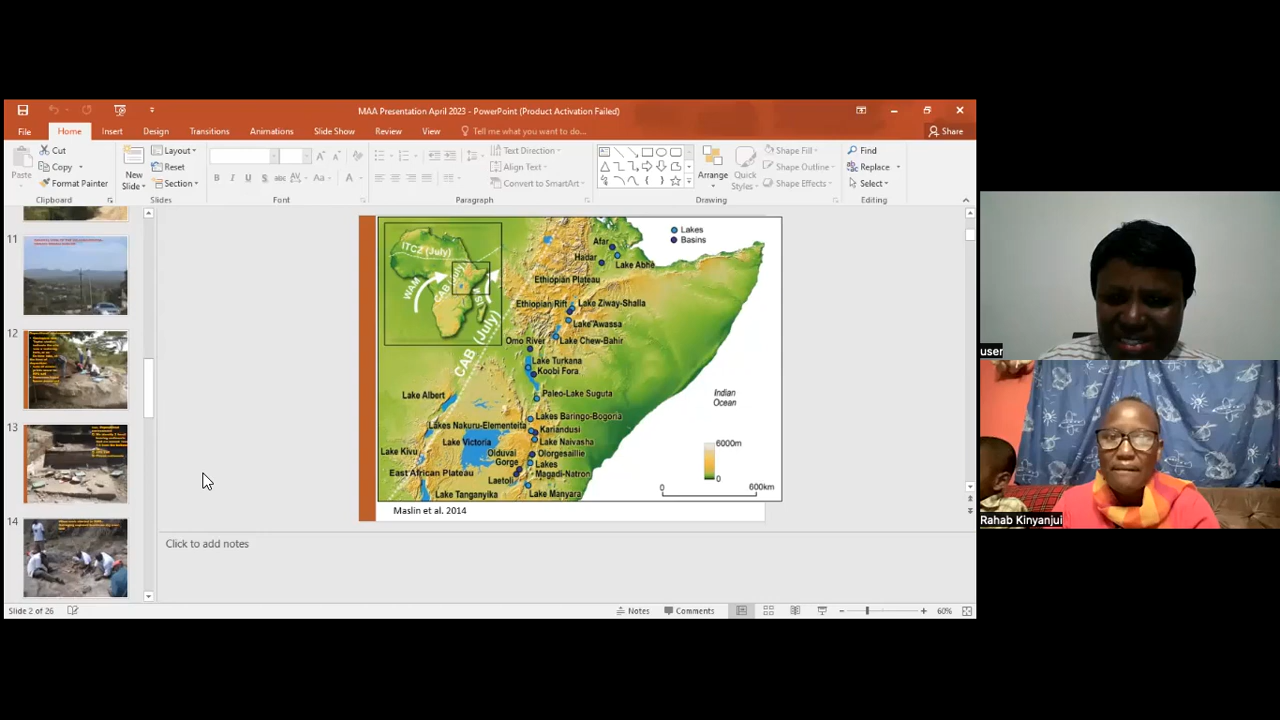 MAA Presentation April 2023 - PowerPoint (Product Activation Failed)
File Home Insert Design Transitions Animations Slide Show Review View Tell me what you want to do... Share
Paste
Cut
Copy
Format Painter
Clipboard
New Slide
Layout
Reset
Section
Slides
Font
Text Direction
Align Text
Convert to SmartArt
Paragraph
Arrange
Quick Styles
Shape Fill
Shape Outline
Shape Effects
Drawing
Find
Replace
Select
Editing
11
12
13
14
ITCZ (July)
WAM
CAB (July)
CAB (July)
Lakes
Basins
Afar
Hadar
Lake Abhe
Ethiopian Plateau
Ethiopian Rift
Lake Ziway-Shalla
Lake Awassa
Omo River
Lake Chew-Bahir
Lake Turkana
Koobi Fora
Paleo-Lake Suguta
Lake Albert
Lakes Baringo-Bogoria
Lakes Nakuru-Elementeita
Kariandusi
Lake Victoria
Lake Naivasha
Lake Kivu
Olduvai Gorge
Olorgesaillie
East African Plateau
Lakes Magadi-Natron
Laetoli
Lake Tanganyika
Lake Manyara
Indian
Ocean
6000m
0
0 600km
Maslin et al. 2014
Click to add notes
Slide 2 of 26
Notes Comments 60%
user
Rahab Kinyanjui